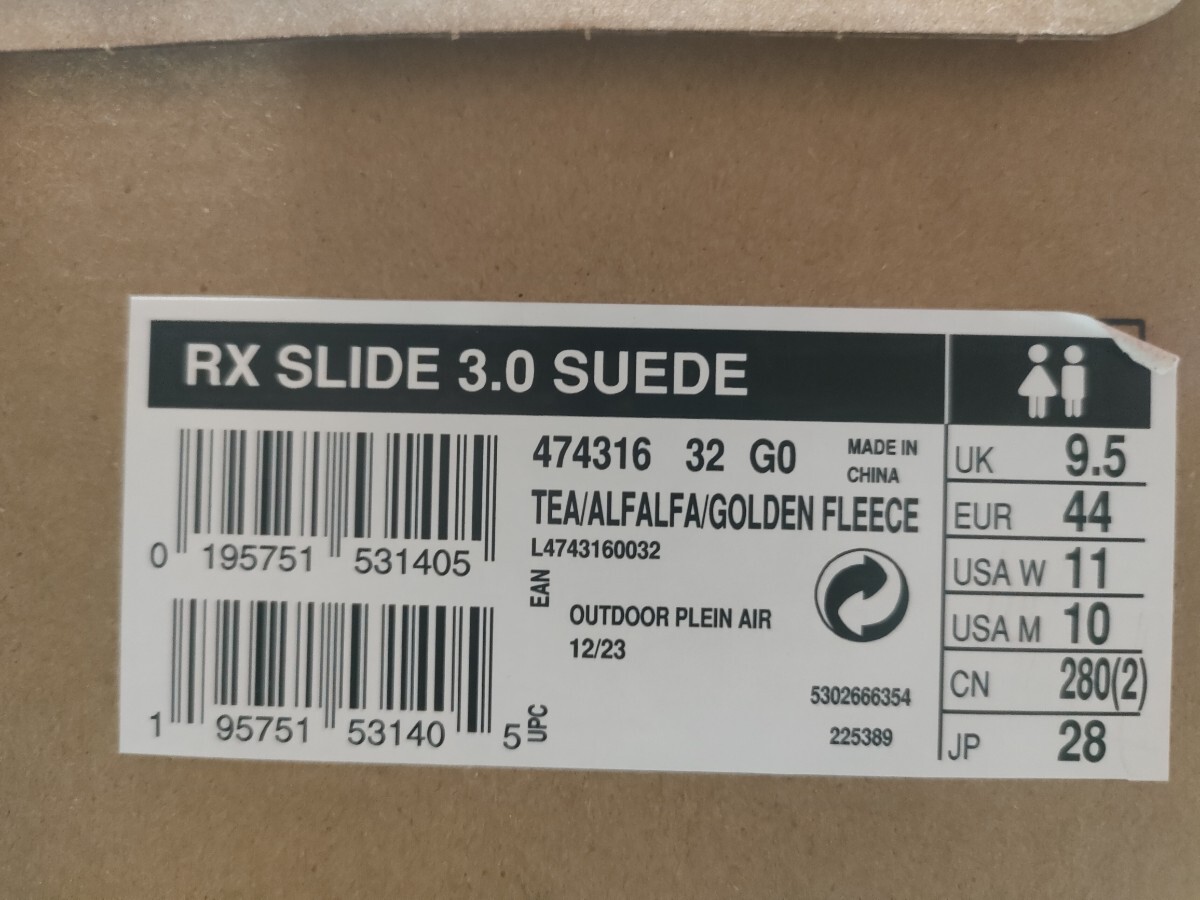 RX SLIDE 3.0 SUEDE
474316 32 G0
MADE IN
CHINA
TEA/ALFALFA/GOLDEN FLEECE
L4743160032
0 195751 531405
EAN
OUTDOOR PLEIN AIR
12/23
1 95751 53140 5
UPC
5302666354
225389
UK 9.5
EUR 44
USA W 11
USA M 10
CN 280(2)
JP 28